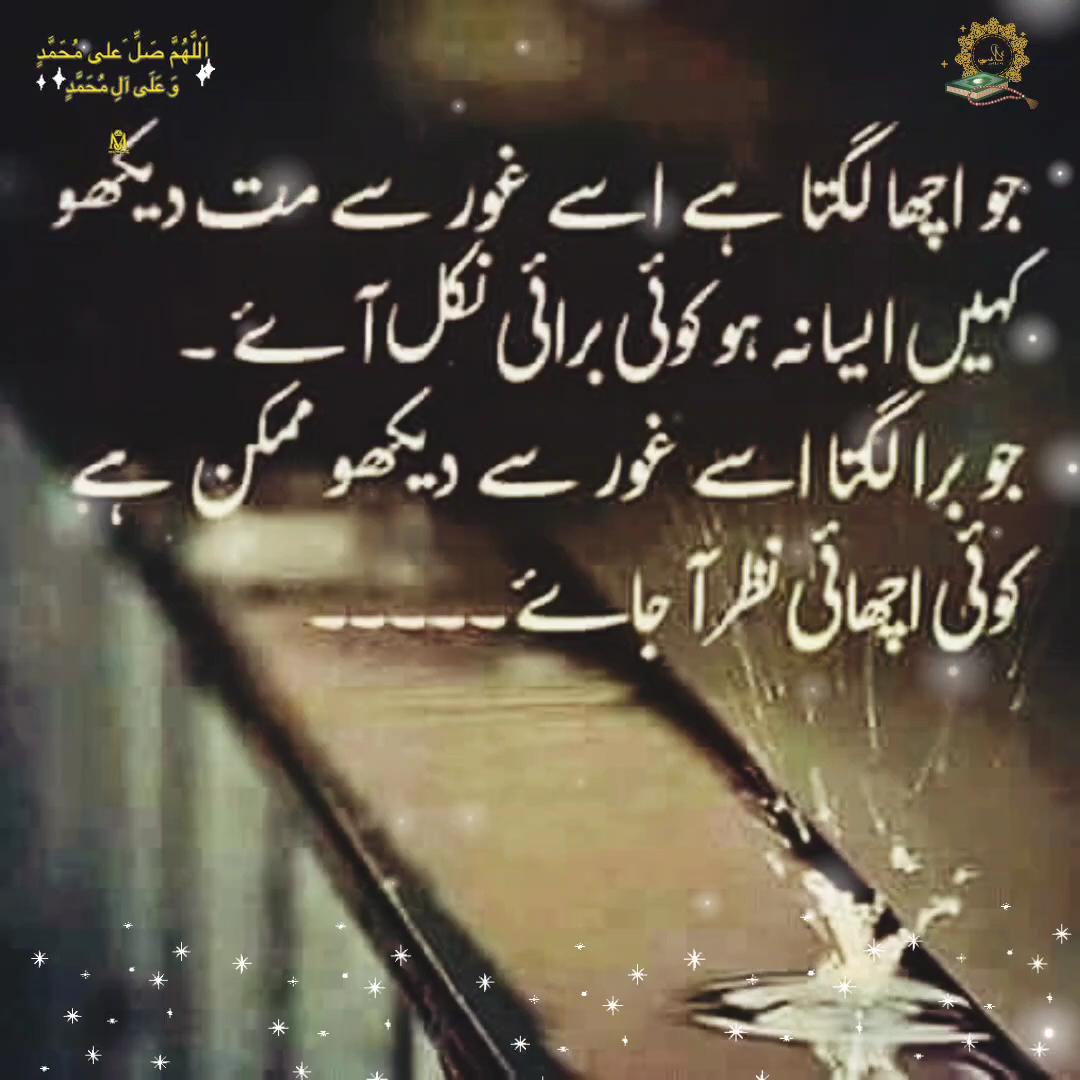 اَللَّهُمَّ صَلِّ عَلى مُحَمَّدٍ
وَ عَلَى آلِ مُحَمَّدٍ
جو اچھا لگتا ہے اسے غور سے مت دیکھو
کہیں ایسا نہ ہو کوئی برائی نکل آئے ۔
جو برا لگتا اسے غور سے دیکھو ممکن ہے
کوئی اچھائی نظر آ جائے ۔۔۔۔۔